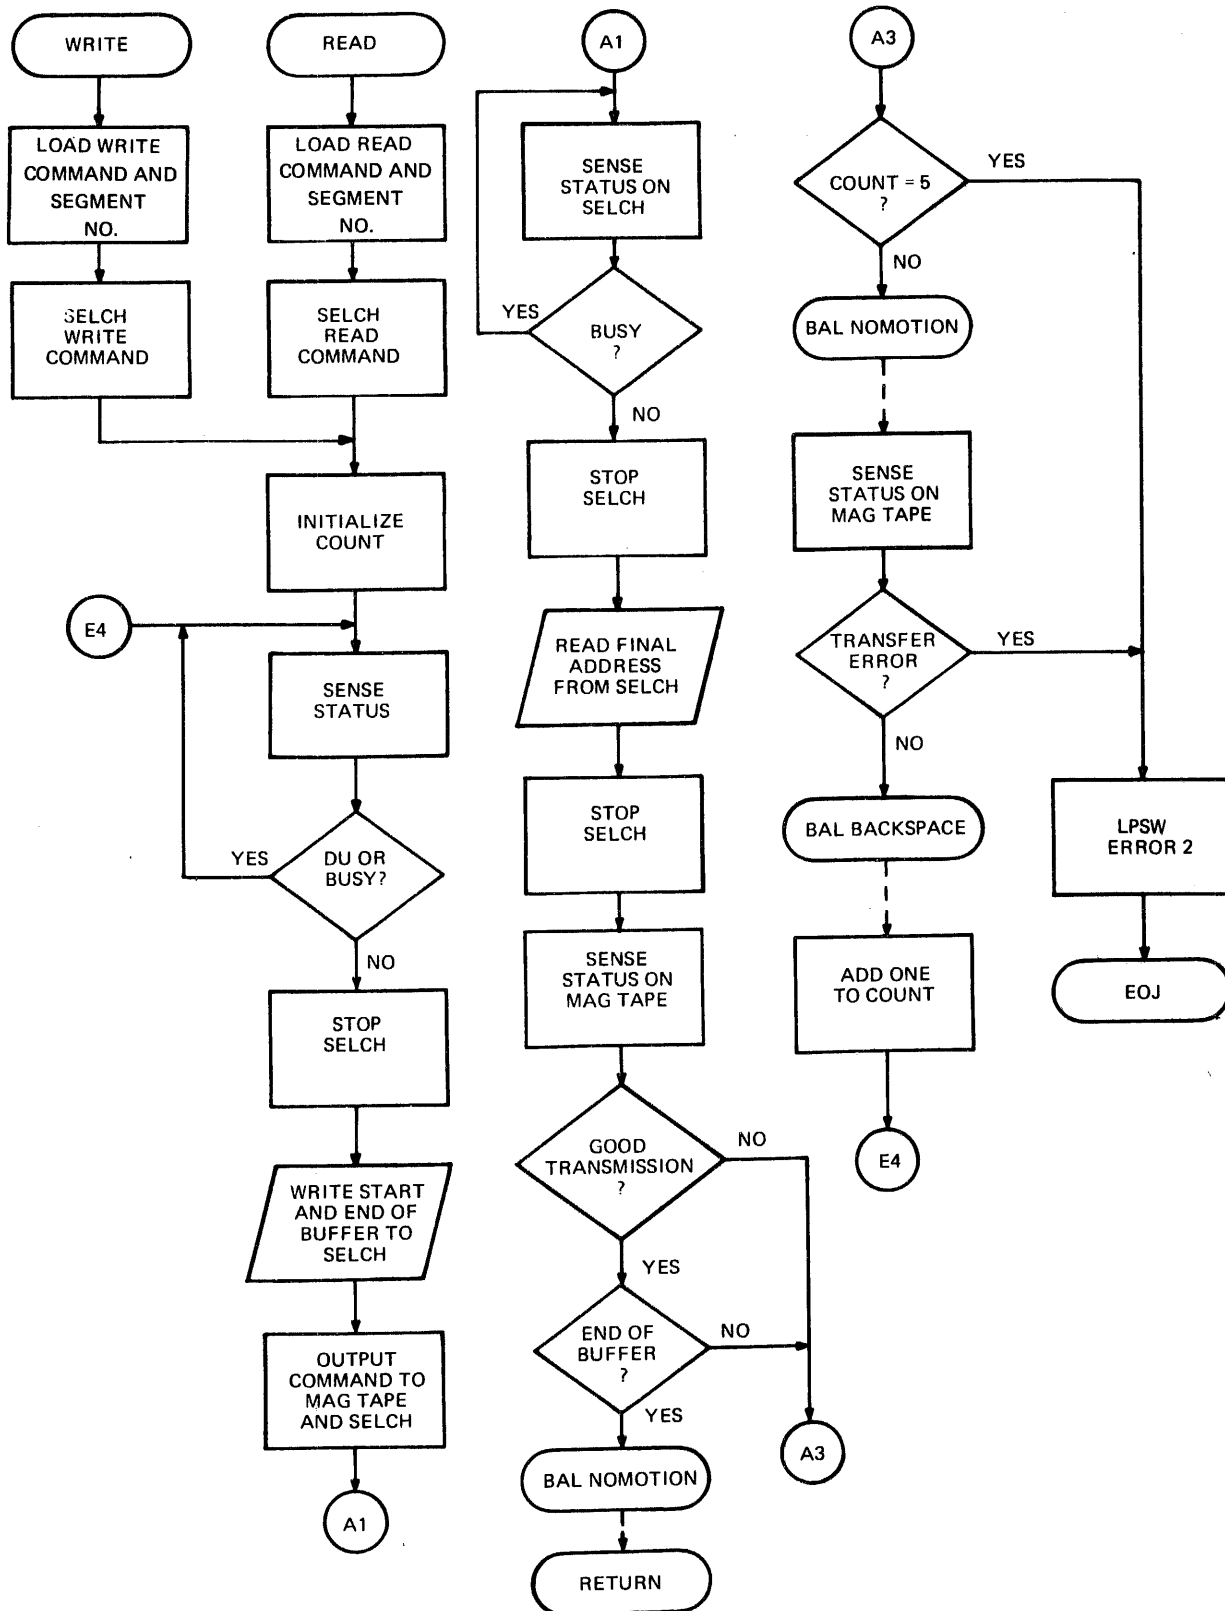 WRITE
LOAD WRITE
COMMAND AND
SEGMENT
NO.
SELCH
WRITE
COMMAND
READ
LOAD READ
COMMAND AND
SEGMENT
NO.
SELCH
READ
COMMAND
INITIALIZE
COUNT
E4
SENSE
STATUS
YES
DU OR
BUSY?
NO
STOP
SELCH
WRITE START
AND END OF
BUFFER TO
SELCH
OUTPUT
COMMAND TO
MAG TAPE
AND SELCH
A1
A1
SENSE
STATUS ON
SELCH
YES
BUSY
?
NO
STOP
SELCH
READ FINAL
ADDRESS
FROM SELCH
STOP
SELCH
SENSE
STATUS ON
MAG TAPE
GOOD
TRANSMISSION
?
NO
YES
END OF
BUFFER
?
NO
YES
A3
BAL NOMOTION
RETURN
A3
COUNT = 5
?
YES
NO
BAL NOMOTION
SENSE
STATUS ON
MAG TAPE
TRANSFER
ERROR
?
YES
NO
BAL BACKSPACE
ADD ONE
TO COUNT
E4
LPSW
ERROR 2
EOJ